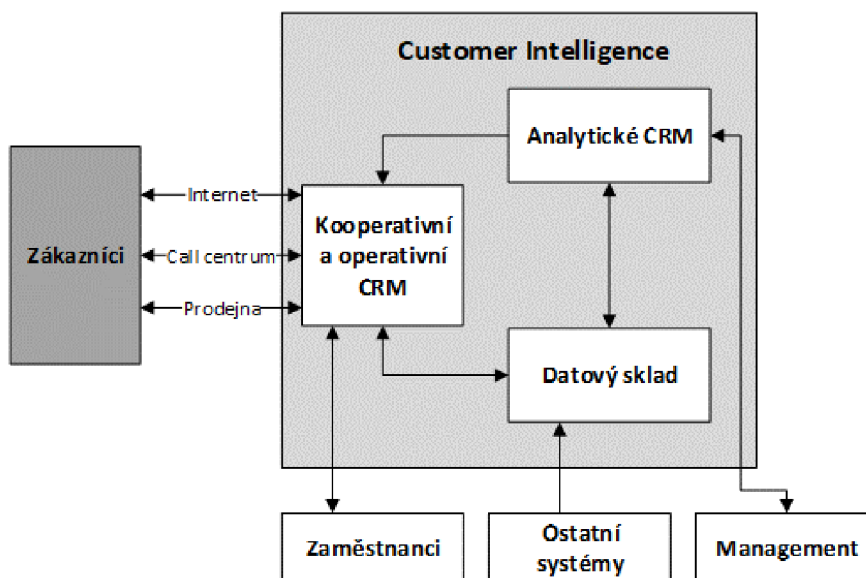 Customer Intelligence
Analytické CRM
Internet
Kooperativní
a operativní
CRM
Zákazníci
Call centrum
Prodejna
Datový sklad
Zaměstnanci
Ostatní
systémy
Management